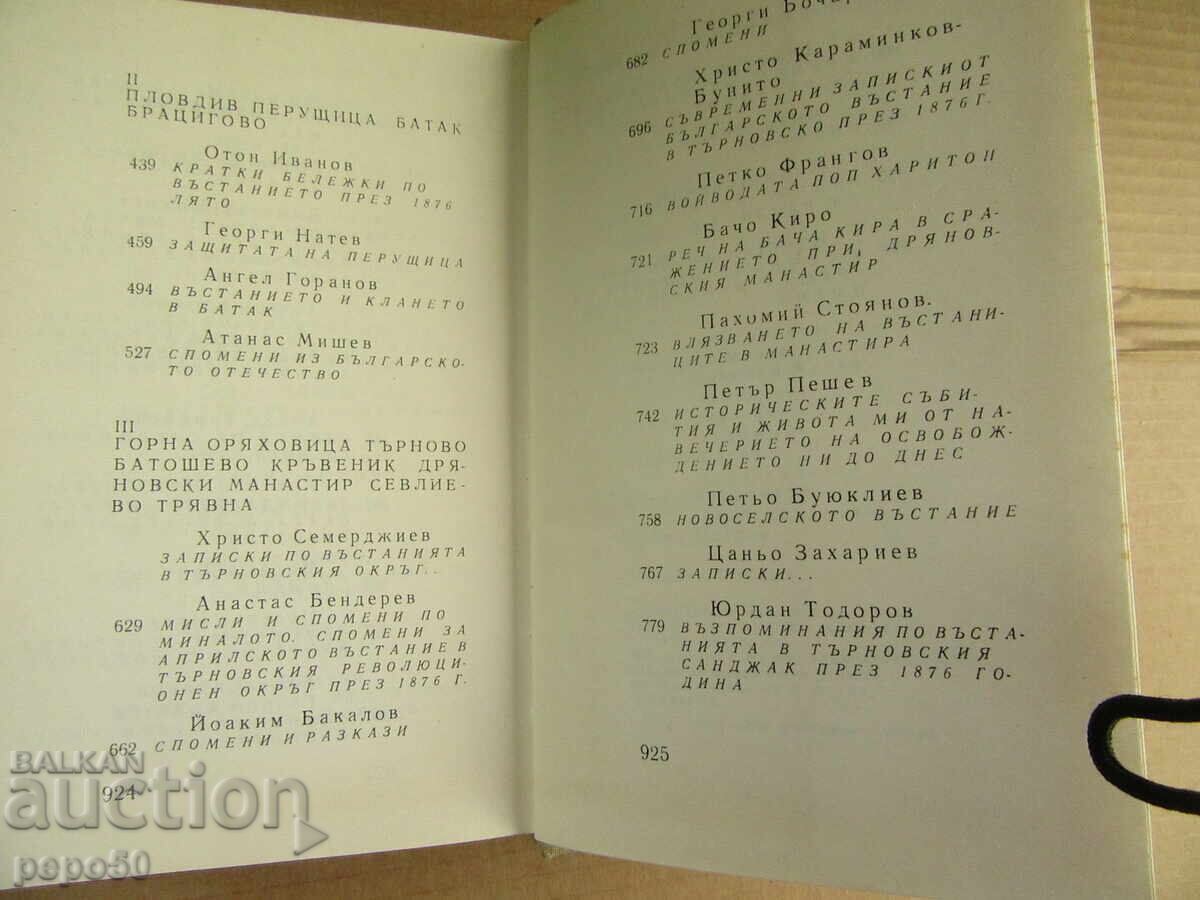 II
ПЛОВДИВ ПЕРУЩИЦА БАТАК
БРАЦИГОВО
Отон Иванов
439 КРАТКИ БЕЛЕЖКИ ПО
ВЪСТАНИЕТО ПРЕЗ 1876
ЛЯТО
Георги Натев
459 ЗАЩИТАТА НА ПЕРУЩИЦА
Ангел Горанов
494 ВЪСТАНИЕТО И КЛАНЕТО
В БАТАК
Атанас Мишев
527 СПОМЕНИ ИЗ БЪЛГАРСКО-
ТО ОТЕЧЕСТВО
III
ГОРНА ОРЯХОВИЦА ТЪРНОВО
БАТОШЕВО КРЪВЕНИК ДРЯ-
НОВСКИ МАНАСТИР СЕВЛИЕ-
ВО ТРЯВНА
Христо Семерджиев
ЗАПИСКИ ПО ВЪСТАНИЯТА
В ТЪРНОВСКИЯ ОКРЪГ..
Анастас Бендерев
629 МИСЛИ И СПОМЕНИ ПО
МИНАЛОТО. СПОМЕНИ ЗА
АПРИЛСКОТО ВЪСТАНИЕ В
ТЪРНОВСКИЯ РЕВОЛЮЦИ-
ОНЕН ОКРЪГ ПРЕЗ 1876 Г.
Йоаким Бакалов
662 СПОМЕНИ И РАЗКАЗИ
924
Георги
682 СПОМЕНИ
Христо Караминков-
Бунито
696 СЪВРЕМЕННИ ЗАПИСКИ ОТ
БЪЛГАРСКОТО ВЪСТАНИЕ
В ТЪРНОВСКО ПРЕЗ 1876 Г.
Петко Франгов
716 ВОЙВОДАТА ПОП ХАРИТОН
Бачо Киро
721 РЕЧ НА БАЧА КИРА В СРА-
ЖЕНИЕТО ПРИ ДРЯНОВ-
СКИЯ МАНАСТИР
Пахомий Стоянов.
723 ВЛЯЗВАНЕТО НА ВЪСТАНИ-
ЦИТЕ В МАНАСТИРА
Петър Пешев
742 ИСТОРИЧЕСКИТЕ СЪБИ-
ТИЯ И ЖИВОТА МИ ОТ НА-
ВЕЧЕРИЕТО НА ОСВОБОЖ-
ДЕНИЕТО НИ ДО ДНЕС
Петьо Буюклиев
758 НОВОСЕЛСКОТО ВЪСТАНИЕ
Цаньо Захариев
767 ЗАПИСКИ...
Юрдан Тодоров
779 ВЪЗПОМИНАНИЯ ПО ВЪСТА-
НИЯТА В ТЪРНОВСКИЯ
САНДЖАК ПРЕЗ 1876 ГО-
ДИНА
925
BALKAN
auction
pepo50